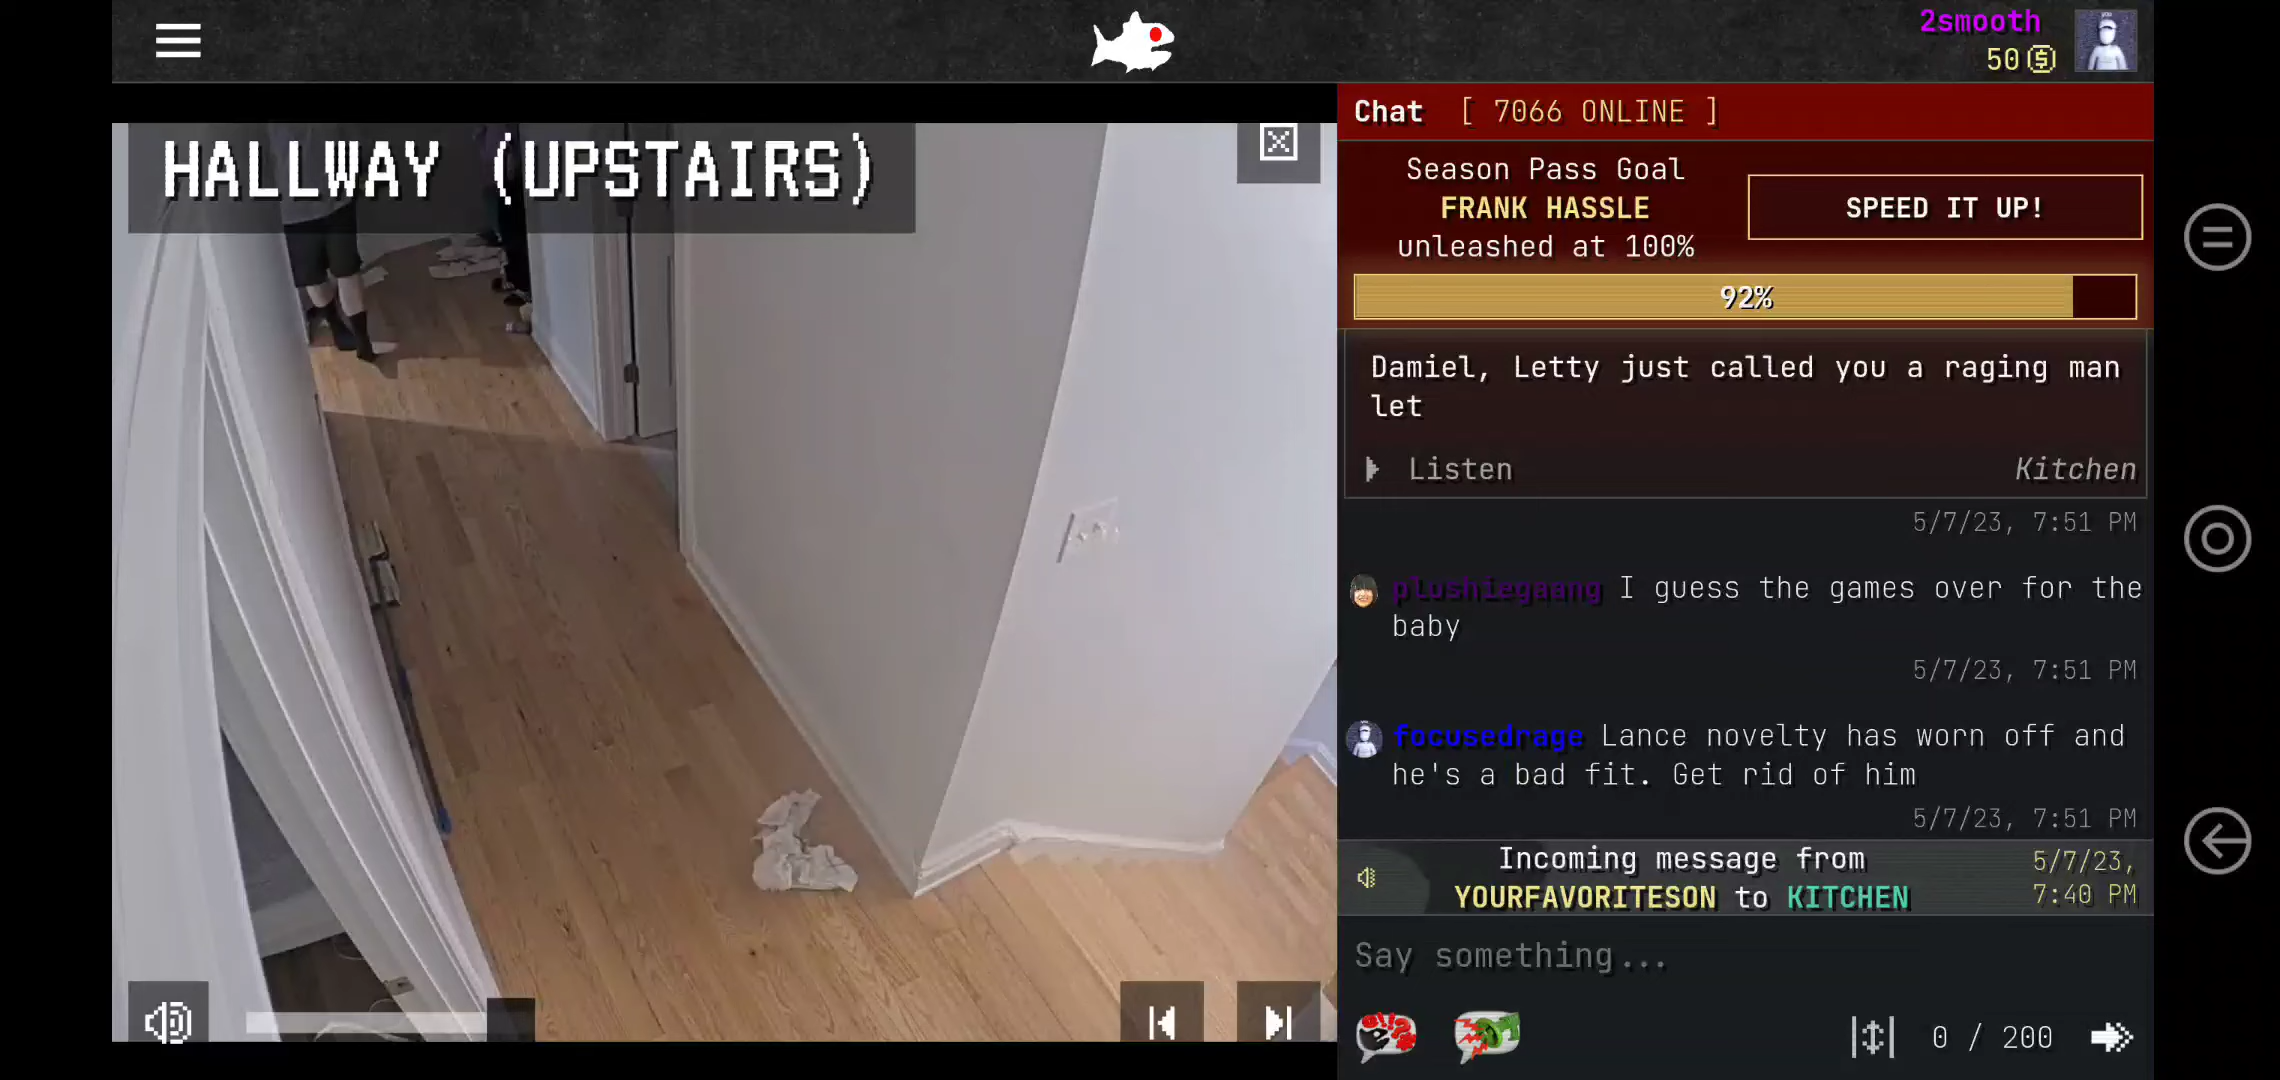 2smooth
50
HALLWAY (UPSTAIRS)
Chat [ 7066 ONLINE ]
Season Pass Goal
FRANK HASSLE
unleashed at 100%
SPEED IT UP!
92%
Damiel, Letty just called you a raging man
let
Listen Kitchen
5/7/23, 7:51 PM
plushiegaang I guess the games over for the
baby
5/7/23, 7:51 PM
focusedrage Lance novelty has worn off and
he's a bad fit. Get rid of him
5/7/23, 7:51 PM
Incoming message from
YOURFAVORITESON to KITCHEN
5/7/23,
7:40 PM
Say something...
0 / 200